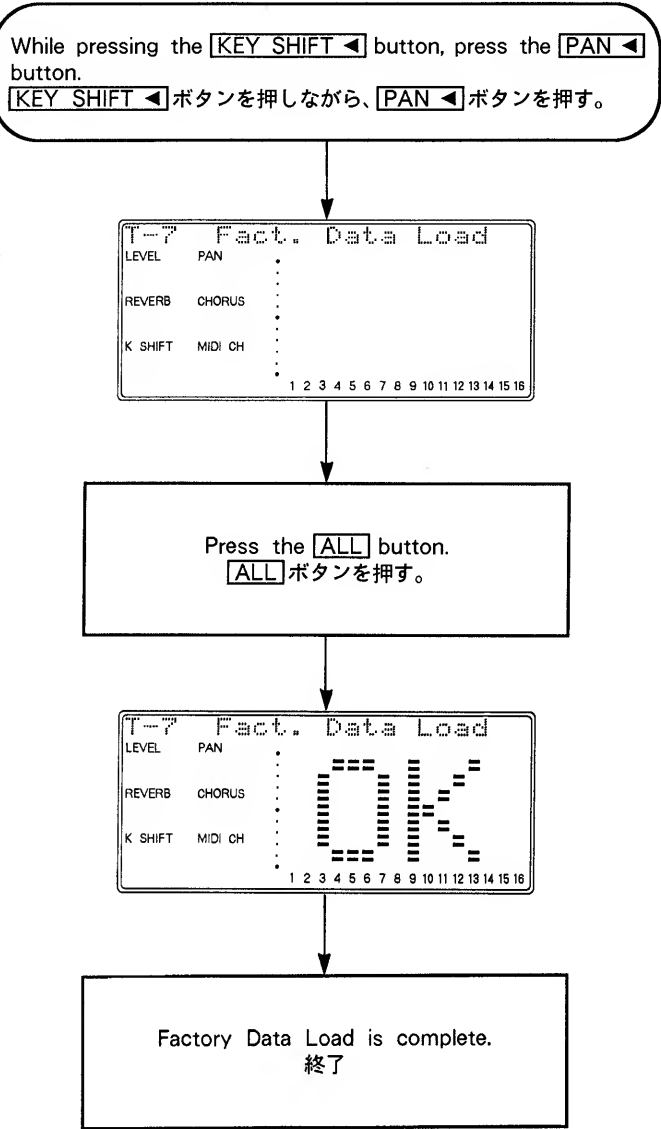 While pressing the KEY SHIFT ◀ button, press the PAN ◀
button.
KEY SHIFT ◀ ボタンを押しながら、PAN ◀ ボタンを押す。
T-7 Fact. Data Load
LEVEL PAN
REVERB CHORUS
K SHIFT MIDI CH
1 2 3 4 5 6 7 8 9 10 11 12 13 14 15 16
Press the ALL button.
ALL ボタンを押す。
T-7 Fact. Data Load
LEVEL PAN
OK
REVERB CHORUS
K SHIFT MIDI CH
1 2 3 4 5 6 7 8 9 10 11 12 13 14 15 16
Factory Data Load is complete.
終了